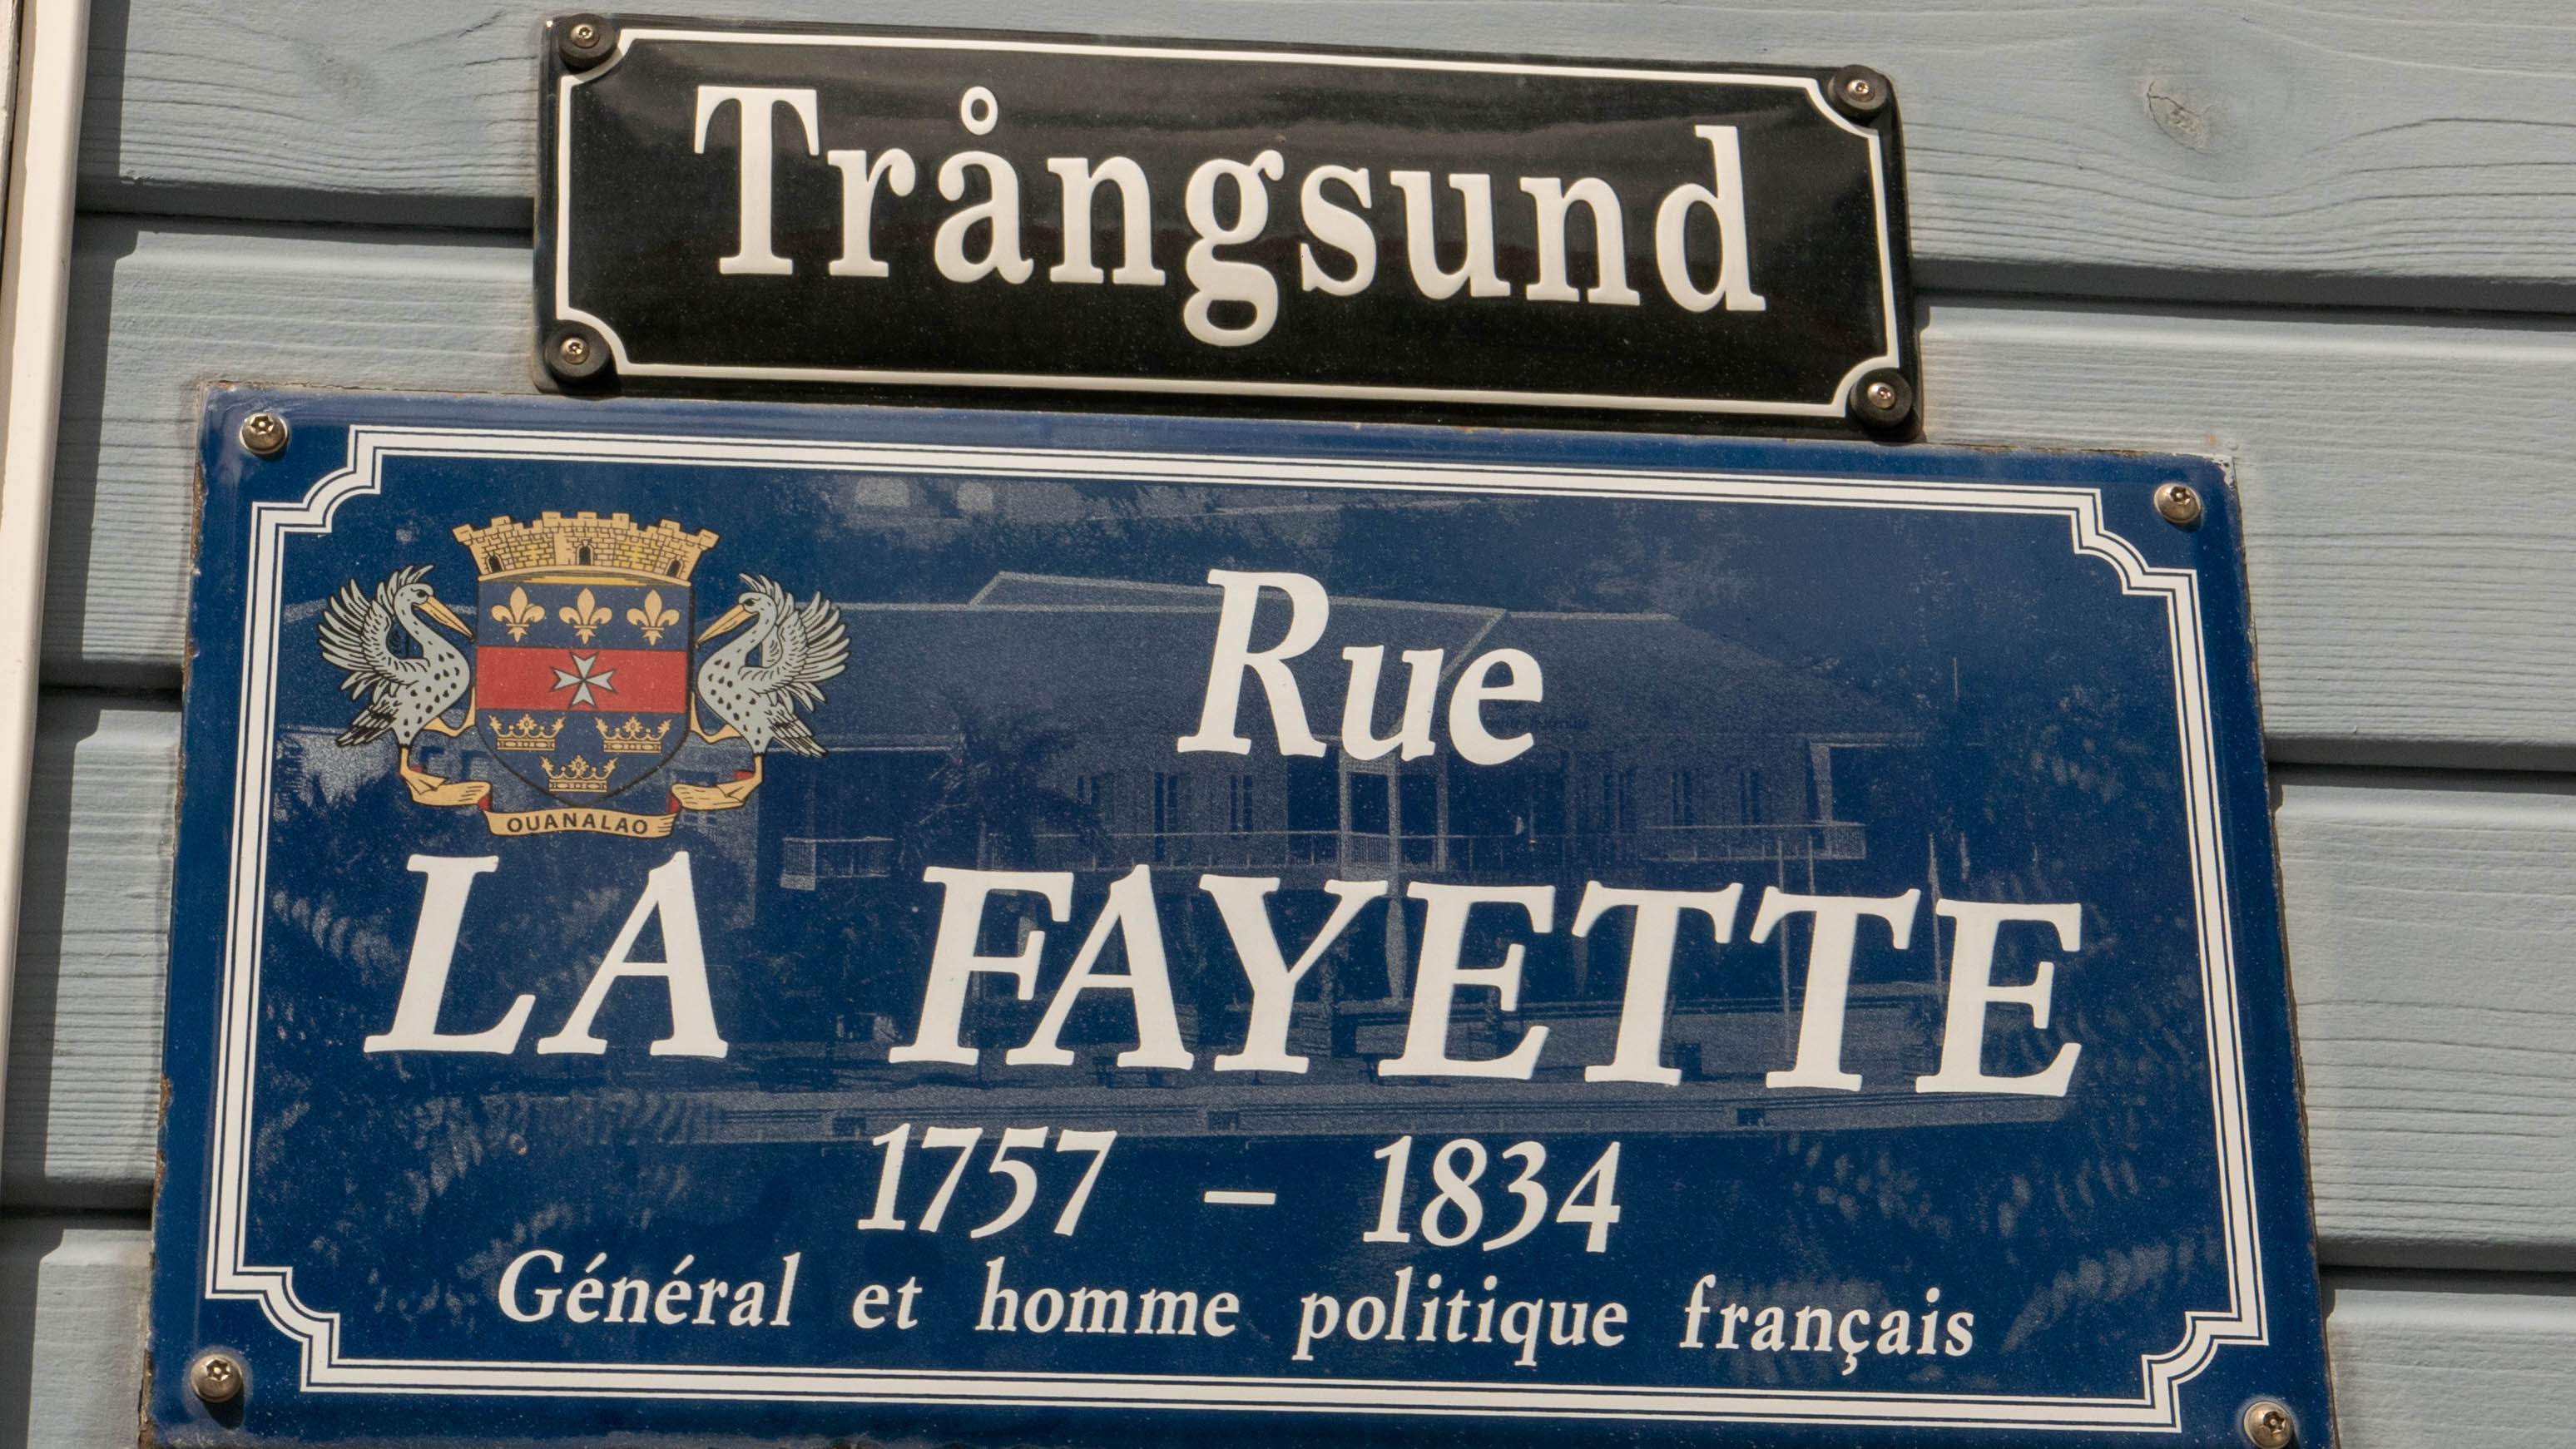 Trångsund
OUANALAO
Rue
LA FAYETTE
1757 – 1834
Général et homme politique français